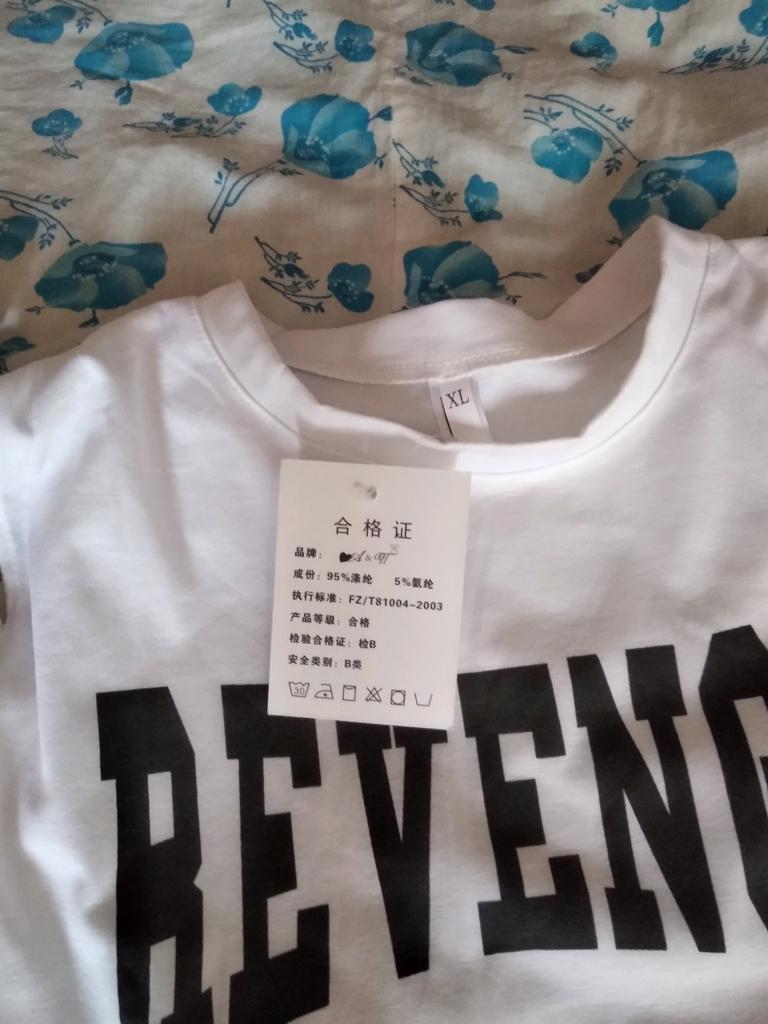 XL
合格证
品牌：
成份：95%涤纶 5%氨纶
执行标准：FZ/T81004-2003
产品等级：合格
检验合格证：检B
安全类别：B类
30
REVENG